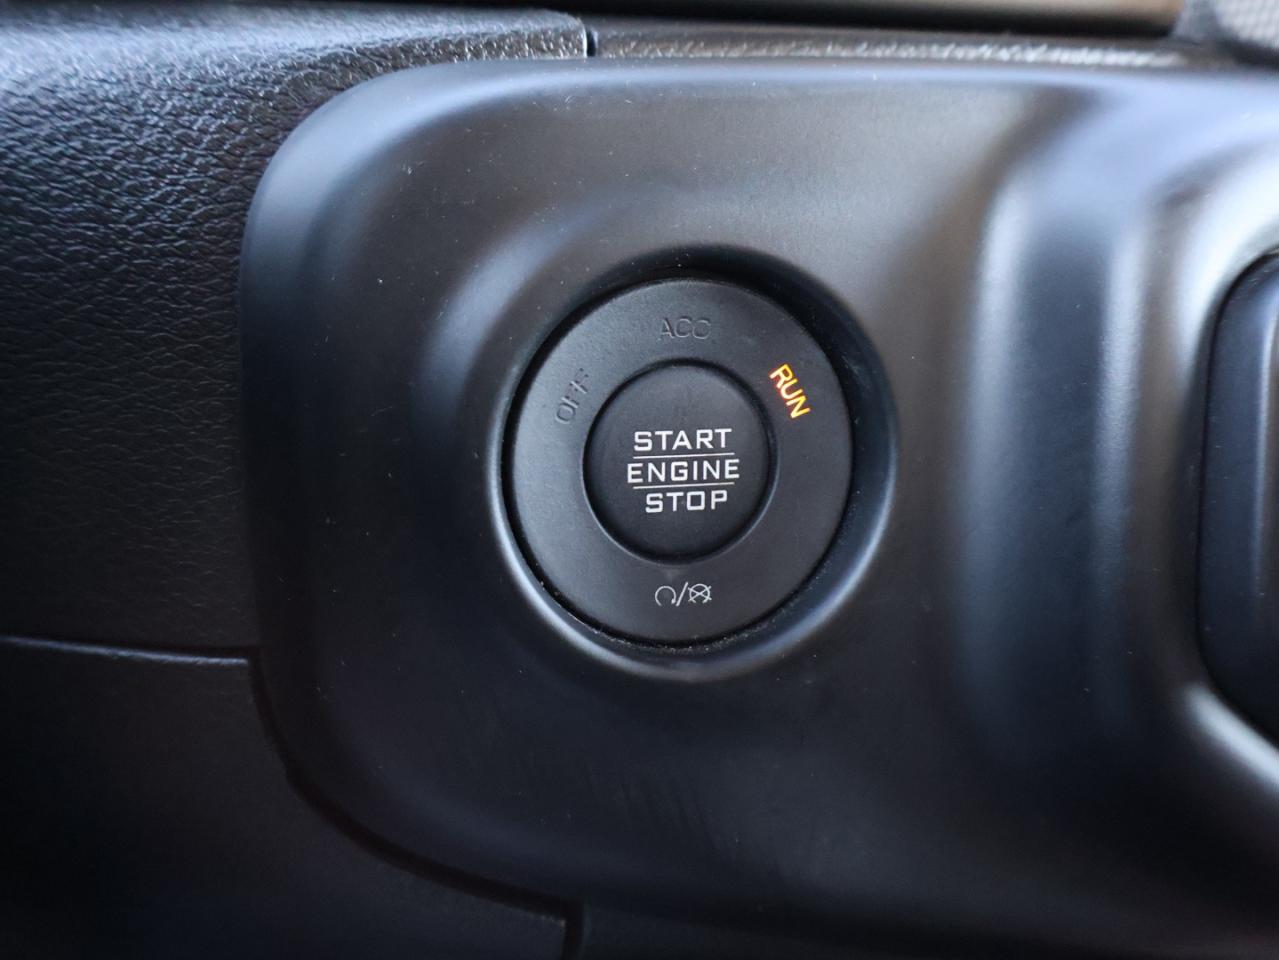 ACC
OFF
RUN
START
ENGINE
STOP